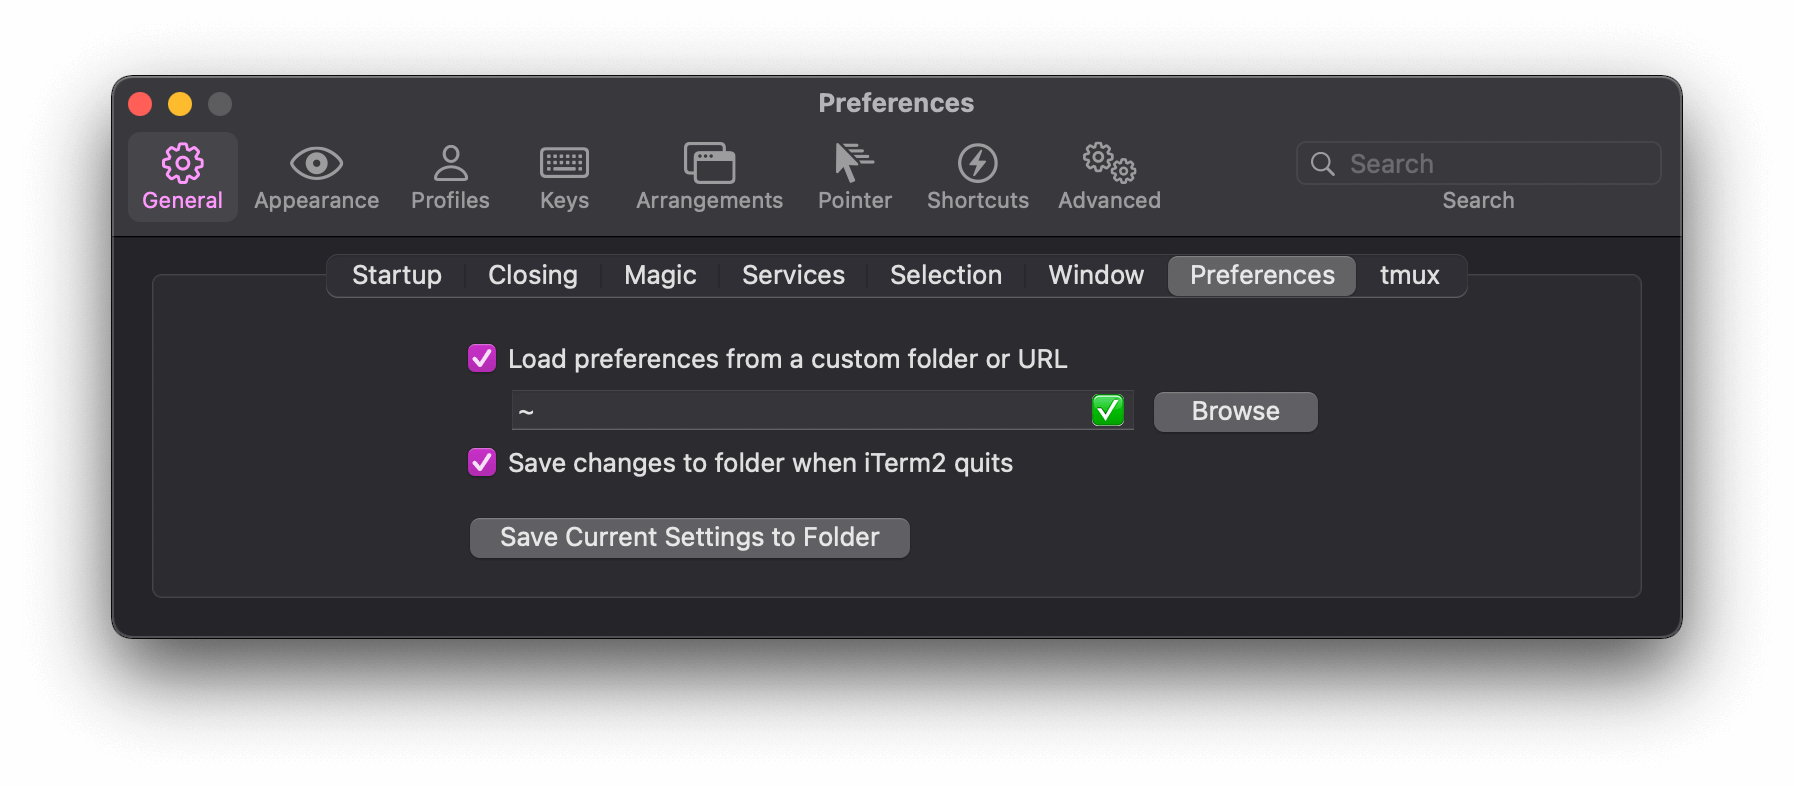 Preferences
General Appearance Profiles Keys Arrangements Pointer Shortcuts Advanced Search
Search
Startup Closing Magic Services Selection Window Preferences tmux
Load preferences from a custom folder or URL
~ Browse
Save changes to folder when iTerm2 quits
Save Current Settings to Folder